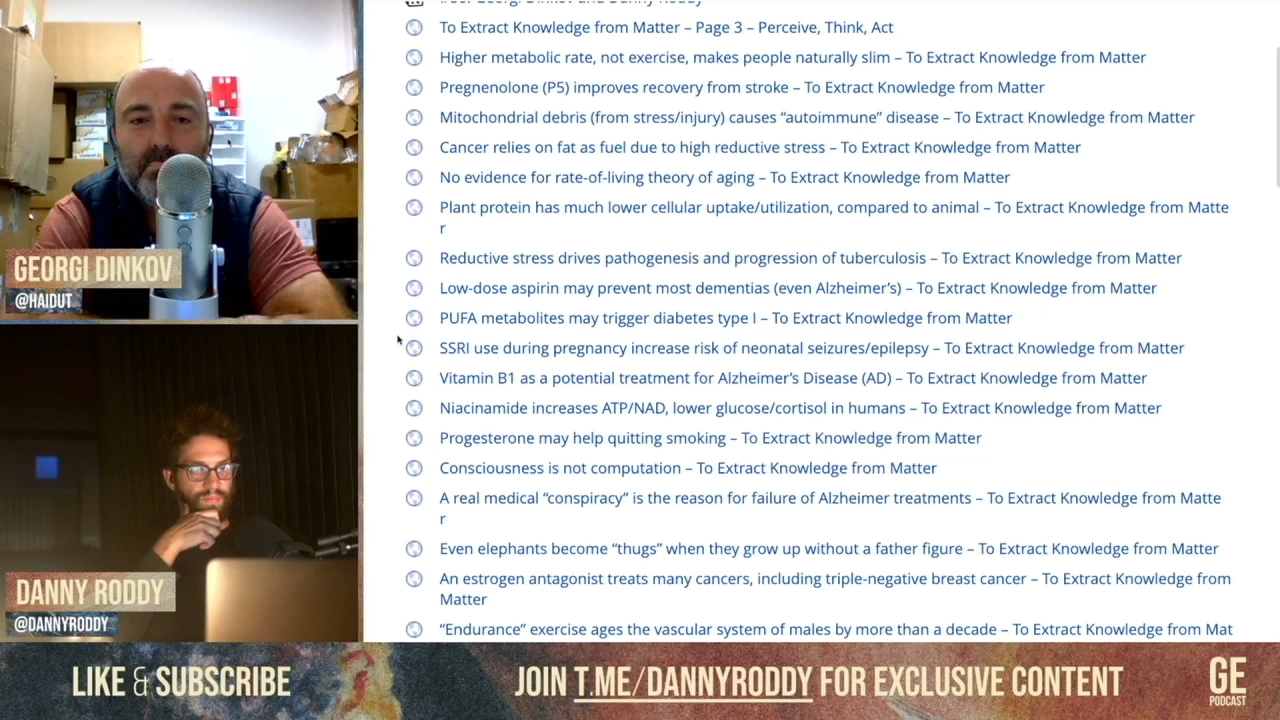 #86: Georgi Dinkov and Danny Roddy
To Extract Knowledge from Matter – Page 3 – Perceive, Think, Act
Higher metabolic rate, not exercise, makes people naturally slim – To Extract Knowledge from Matter
Pregnenolone (P5) improves recovery from stroke – To Extract Knowledge from Matter
Mitochondrial debris (from stress/injury) causes “autoimmune” disease – To Extract Knowledge from Matter
Cancer relies on fat as fuel due to high reductive stress – To Extract Knowledge from Matter
No evidence for rate-of-living theory of aging – To Extract Knowledge from Matter
Plant protein has much lower cellular uptake/utilization, compared to animal – To Extract Knowledge from Matte
r
Reductive stress drives pathogenesis and progression of tuberculosis – To Extract Knowledge from Matter
Low-dose aspirin may prevent most dementias (even Alzheimer’s) – To Extract Knowledge from Matter
PUFA metabolites may trigger diabetes type I – To Extract Knowledge from Matter
SSRI use during pregnancy increase risk of neonatal seizures/epilepsy – To Extract Knowledge from Matter
Vitamin B1 as a potential treatment for Alzheimer’s Disease (AD) – To Extract Knowledge from Matter
Niacinamide increases ATP/NAD, lower glucose/cortisol in humans – To Extract Knowledge from Matter
Progesterone may help quitting smoking – To Extract Knowledge from Matter
Consciousness is not computation – To Extract Knowledge from Matter
A real medical “conspiracy” is the reason for failure of Alzheimer treatments – To Extract Knowledge from Matte
r
Even elephants become “thugs” when they grow up without a father figure – To Extract Knowledge from Matter
An estrogen antagonist treats many cancers, including triple-negative breast cancer – To Extract Knowledge from
Matter
“Endurance” exercise ages the vascular system of males by more than a decade – To Extract Knowledge from Mat
GEORGI DINKOV
@HAIDUT
DANNY RODDY
@DANNYRODDY
LIKE & SUBSCRIBE
JOIN T.ME/DANNYRODDY FOR EXCLUSIVE CONTENT
GE
PODCAST